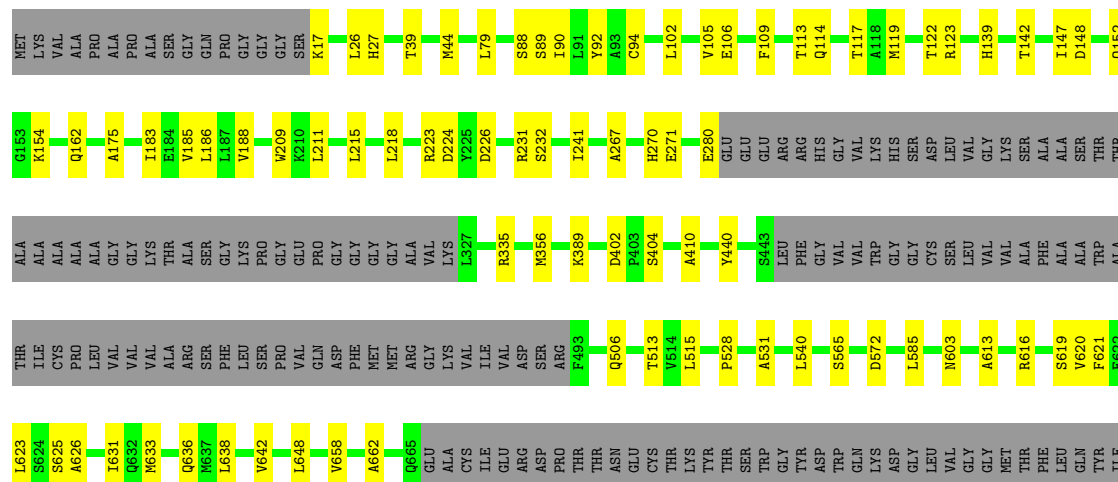 MET LYS VAL ALA PRO ALA PRO ALA SER GLY GLN PRO GLY GLY GLY SER K17 L26 H27 T39 M44 L79 S88 S89 I90 L91 Y92 A93 C94 L102 V105 E106 F109 T113 Q114 T117 A118 M119 T122 R123 H139 T142 I147 D148 Q152
G153 K154 Q162 A175 I183 E184 V185 L186 L187 V188 W209 K210 L211 L215 L218 R223 D224 Y225 D226 R231 S232 I241 A267 H270 E271 E280 GLU GLU GLU ARG ARG HIS GLY VAL LYS HIS SER ASP LEU VAL GLY LYS SER ALA ALA SER THR THR
ALA ALA ALA ALA ALA GLY GLY LYS THR ALA SER GLY LYS PRO GLY GLU PRO GLY GLY GLY GLY ALA VAL LYS L327 R335 M356 K389 D402 P403 S404 A410 Y440 S443 LEU PHE GLY VAL VAL TRP GLY GLY CYS SER LEU VAL VAL ALA PHE ALA ALA TRP ALA
THR ILE CYS PRO LEU VAL VAL VAL ALA ARG SER PHE LEU SER PRO VAL GLN ASP PHE MET MET ARG GLY LYS VAL ILE VAL ASP SER PRO F493 Q506 T513 V514 L515 P528 A531 L540 S565 D572 L585 N603 A613 R616 S619 V620 F621 E622
L623 S624 S625 A626 I631 Q632 M633 Q636 M637 L638 V642 L648 V658 A662 Q665 GLU ALA CYS ILE GLU ARG ASP PRO THR THR ASN GLU CYS THR LYS TYR THR SER TRP GLY TYR ASP TRP GLN LYS ASP GLY LEU VAL GLY GLY MET THR PHE LEU GLN TYR ILE